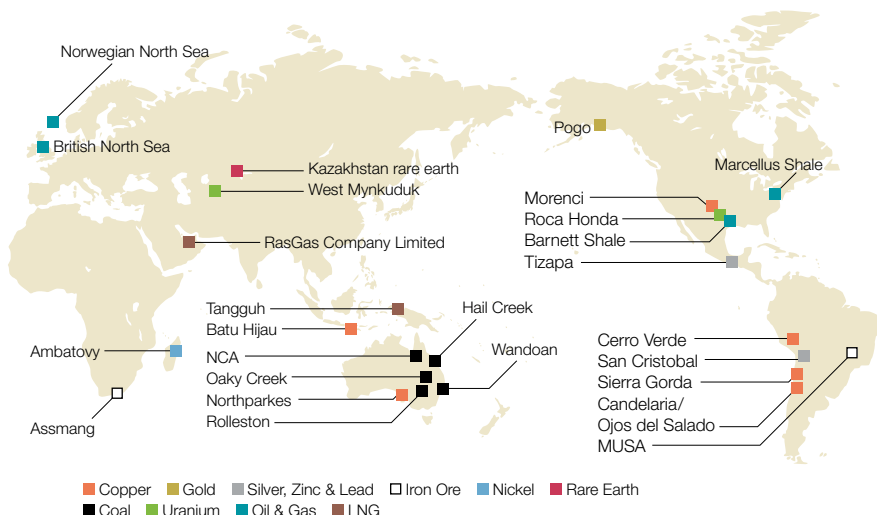 Norwegian North Sea
British North Sea
Kazakhstan rare earth
West Mynkuduk
RasGas Company Limited
Pogo
Marcellus Shale
Morenci
Roca Honda
Barnett Shale
Tizapa
Tangguh
Batu Hijau
Hail Creek
Ambatovy
NCA
Wandoan
Oaky Creek
Northparkes
Rolleston
Assmang
Cerro Verde
San Cristobal
Sierra Gorda
Candelaria/
Ojos del Salado
MUSA
Copper Gold Silver, Zinc & Lead Iron Ore Nickel Rare Earth
Coal Uranium Oil & Gas LNG